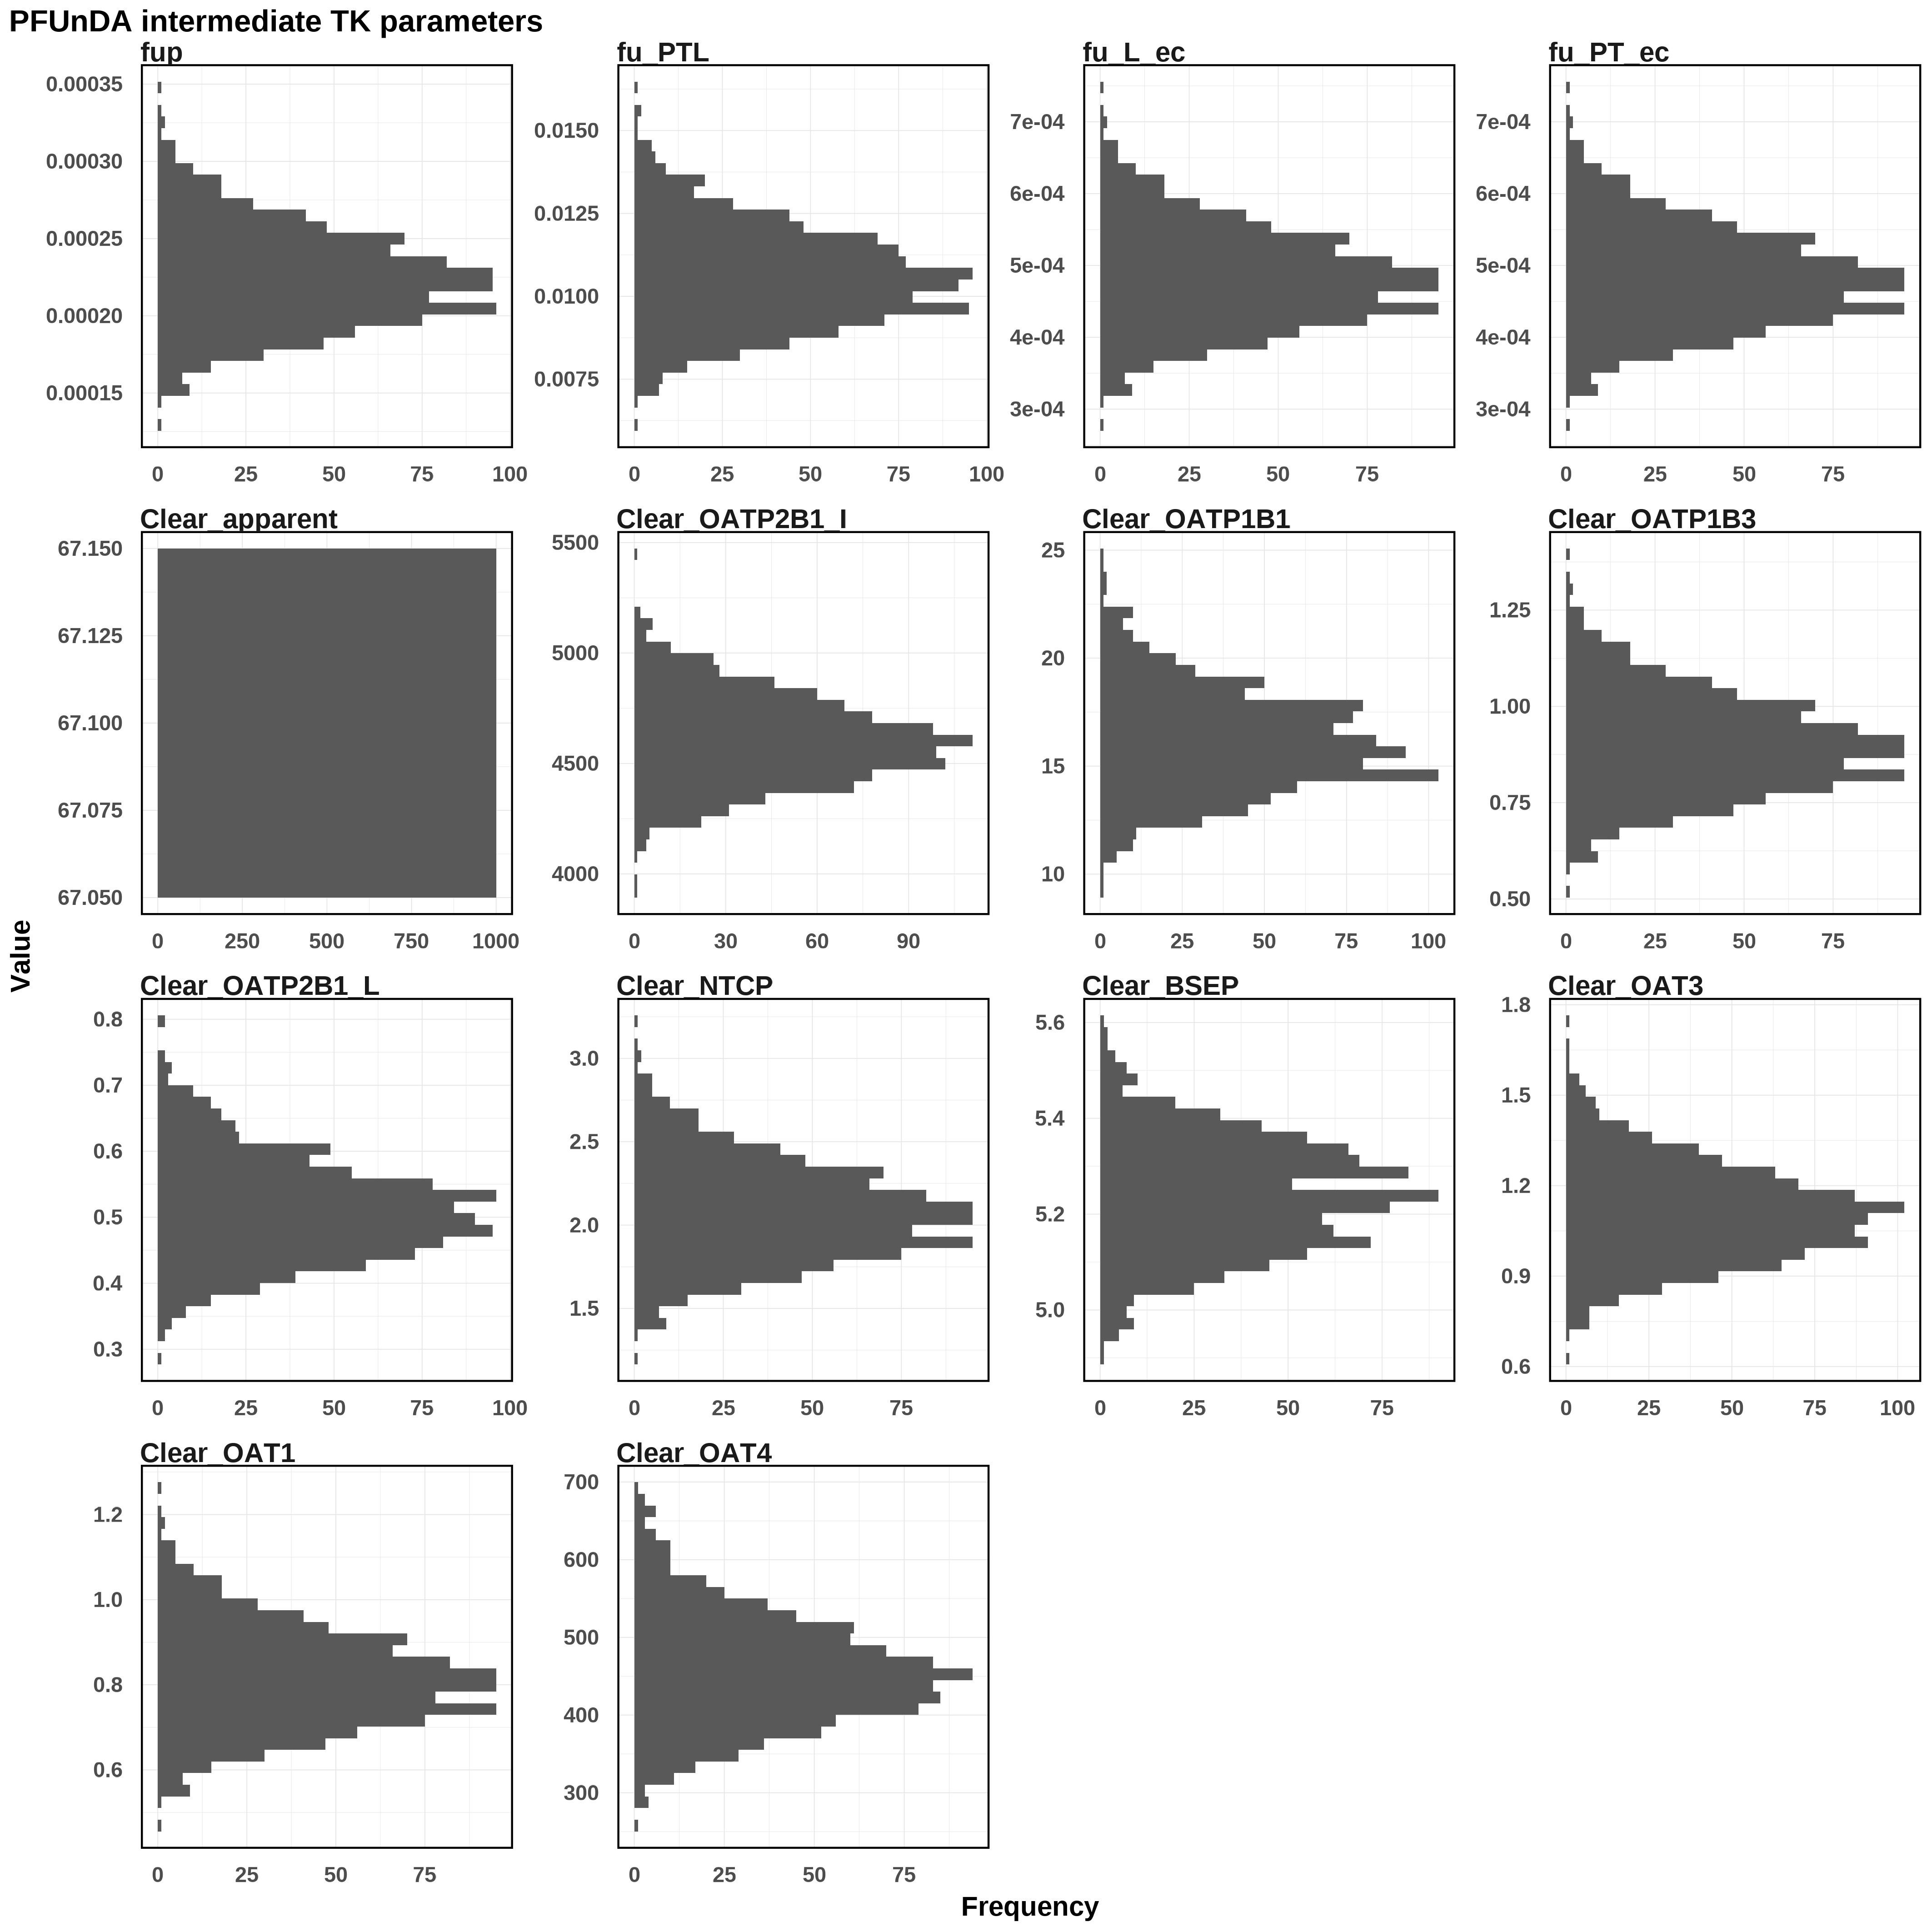 PFUnDA intermediate TK parameters
fup
fu_PTL
fu_L_ec
fu_PT_ec
0.00035
0.00030
0.00025
0.00020
0.00015
0.0150
0.0125
0.0100
0.0075
7e-04
6e-04
5e-04
4e-04
3e-04
7e-04
6e-04
5e-04
4e-04
3e-04
0 25 50 75 100
0 25 50 75 100
0 25 50 75
0 25 50 75
Clear_apparent
Clear_OATP2B1_I
Clear_OATP1B1
Clear_OATP1B3
67.150
67.125
67.100
67.075
67.050
5500
5000
4500
4000
25
20
15
10
1.25
1.00
0.75
0.50
0 250 500 750 1000
0 30 60 90
0 25 50 75 100
0 25 50 75
Value
Clear_OATP2B1_L
Clear_NTCP
Clear_BSEP
Clear_OAT3
0.8
0.7
0.6
0.5
0.4
0.3
3.0
2.5
2.0
1.5
5.6
5.4
5.2
5.0
1.8
1.5
1.2
0.9
0.6
0 25 50 75 100
0 25 50 75
0 25 50 75
0 25 50 75 100
Clear_OAT1
Clear_OAT4
1.2
1.0
0.8
0.6
700
600
500
400
300
0 25 50 75
0 25 50 75
Frequency